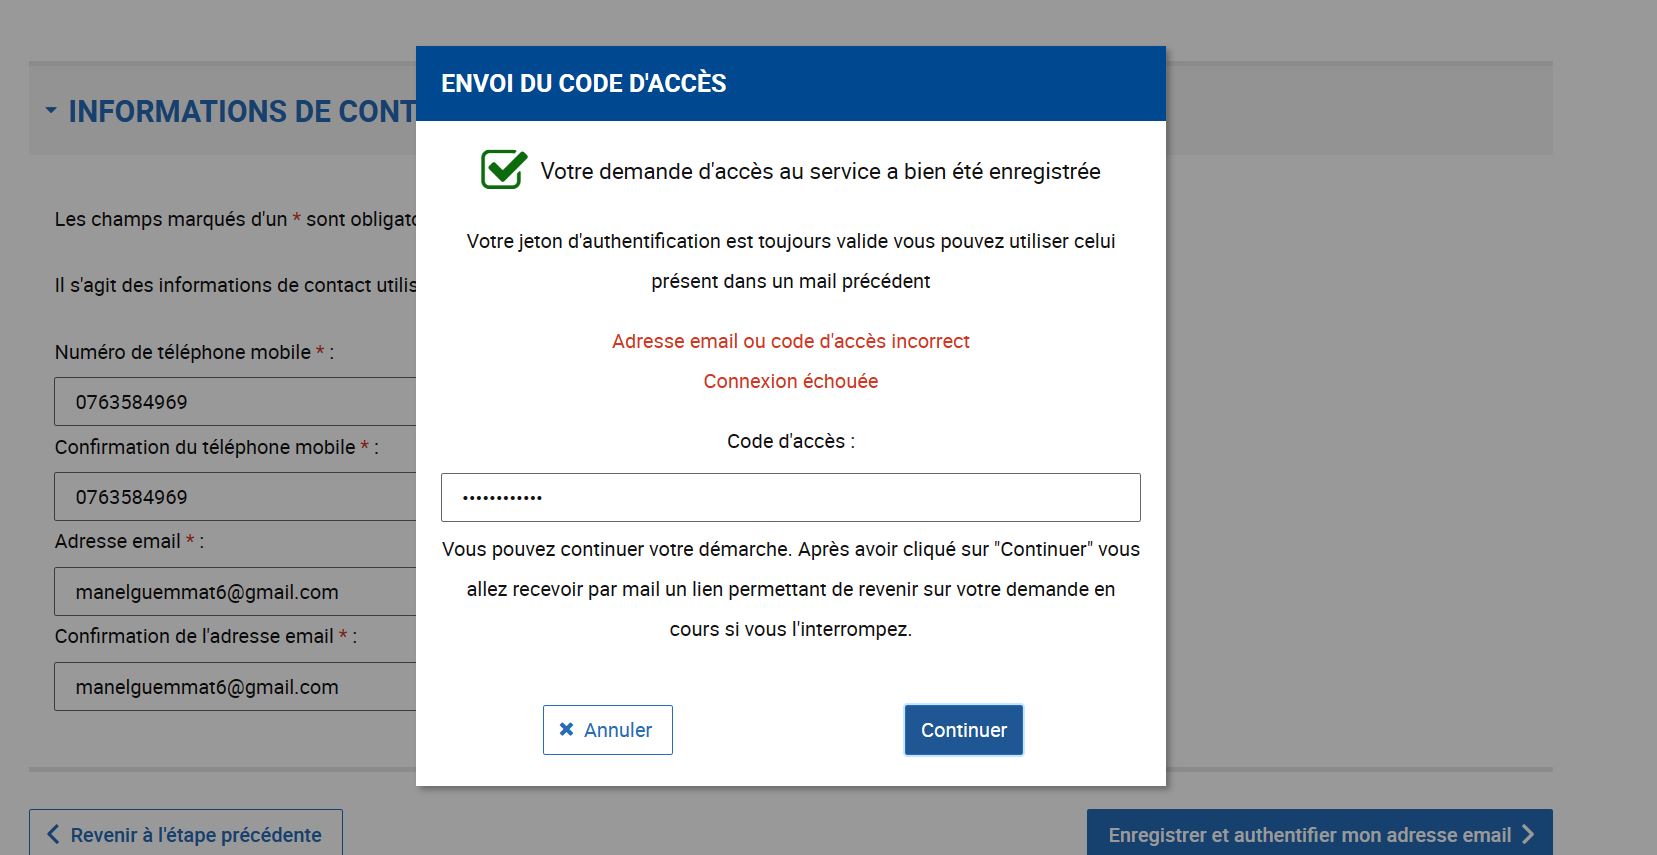 ENVOI DU CODE D'ACCÈS
INFORMATIONS DE CONT
Votre demande d'accès au service a bien été enregistrée
Les champs marqués d'un * sont obligato
Votre jeton d'authentification est toujours valide vous pouvez utiliser celui
présent dans un mail précédent
Il s'agit des informations de contact utilis
Adresse email ou code d'accès incorrect
Connexion échouée
Numéro de téléphone mobile * :
0763584969
Confirmation du téléphone mobile * :
0763584969
Code d'accès :
••••••••••••
Adresse email * :
manelguemmat6@gmail.com
Confirmation de l'adresse email * :
manelguemmat6@gmail.com
Vous pouvez continuer votre démarche. Après avoir cliqué sur "Continuer" vous
allez recevoir par mail un lien permettant de revenir sur votre demande en
cours si vous l'interrompez.
Annuler
Continuer
Revenir à l'étape précédente
Enregistrer et authentifier mon adresse email